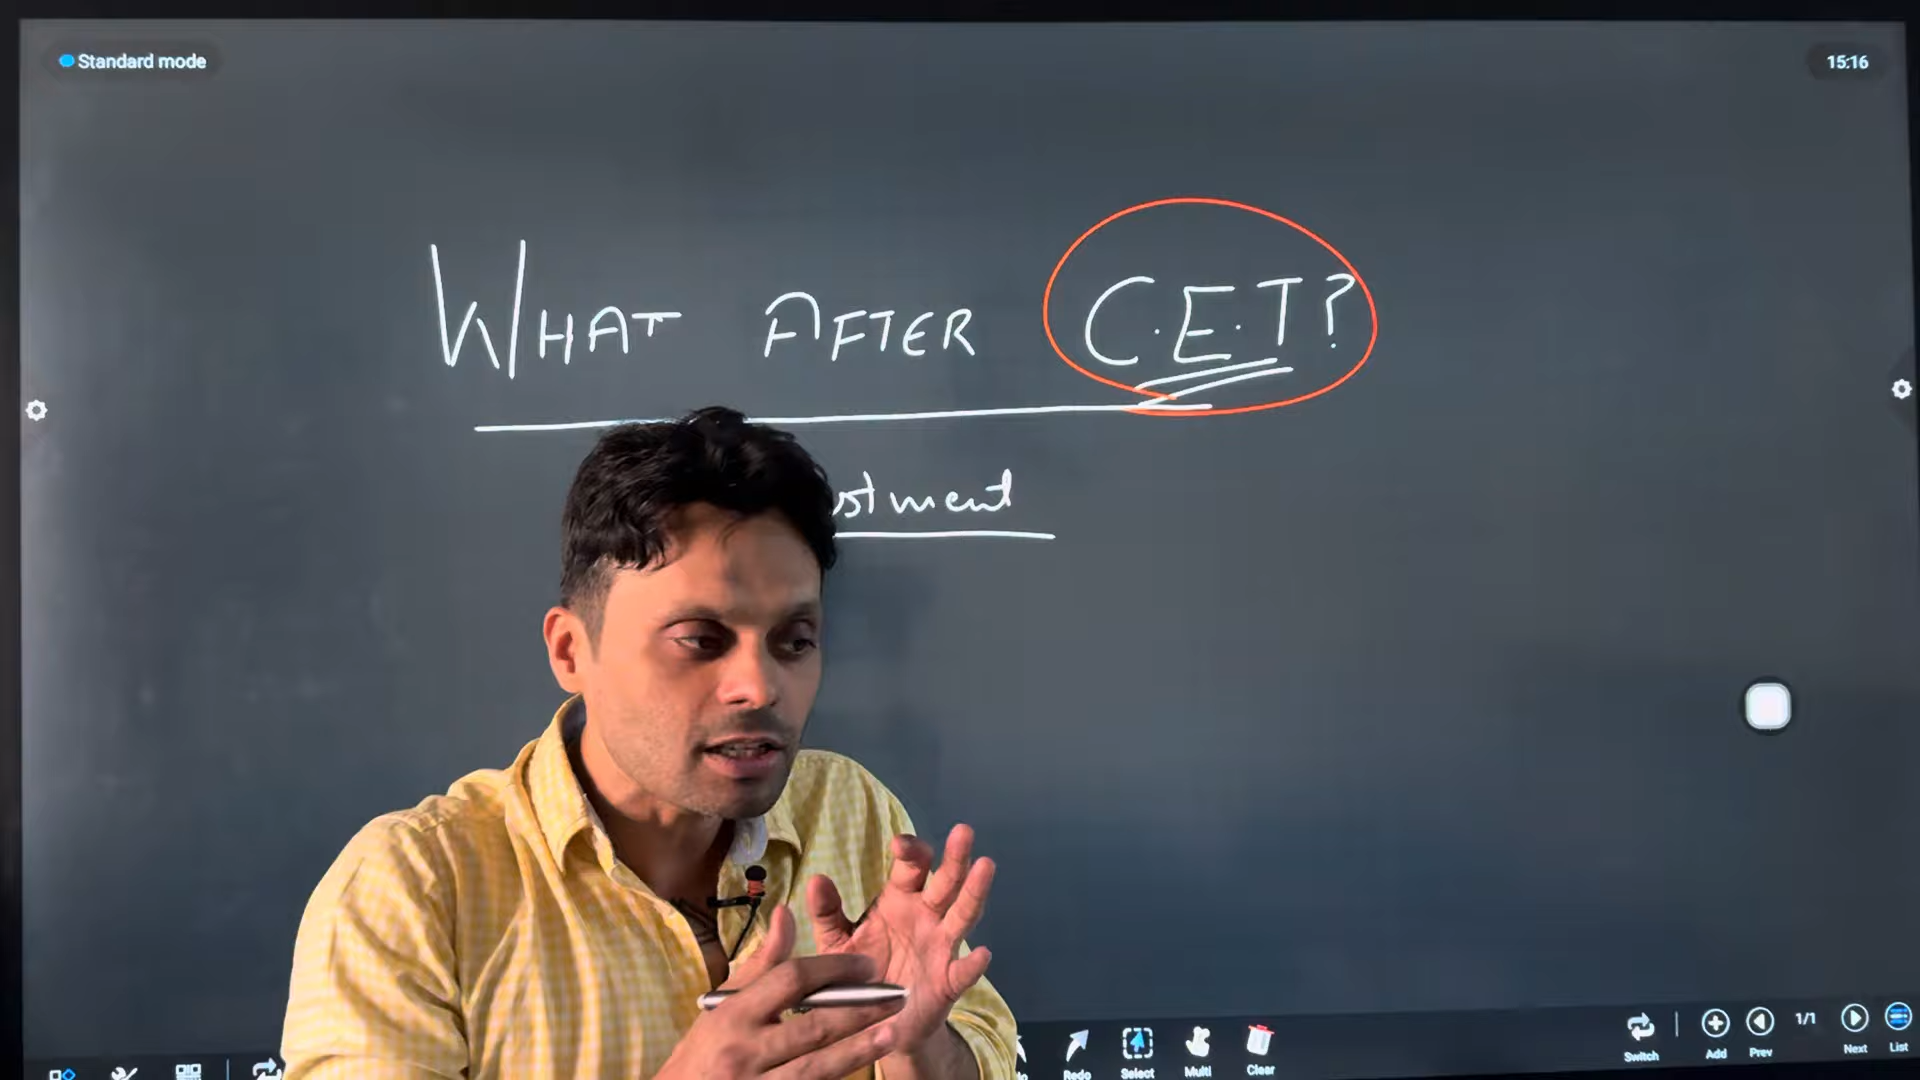 Standard mode
15:16
WHAT AFTER C.E.T?
Redo Select Multi Clear
Switch Add Prev 1/1 Next List